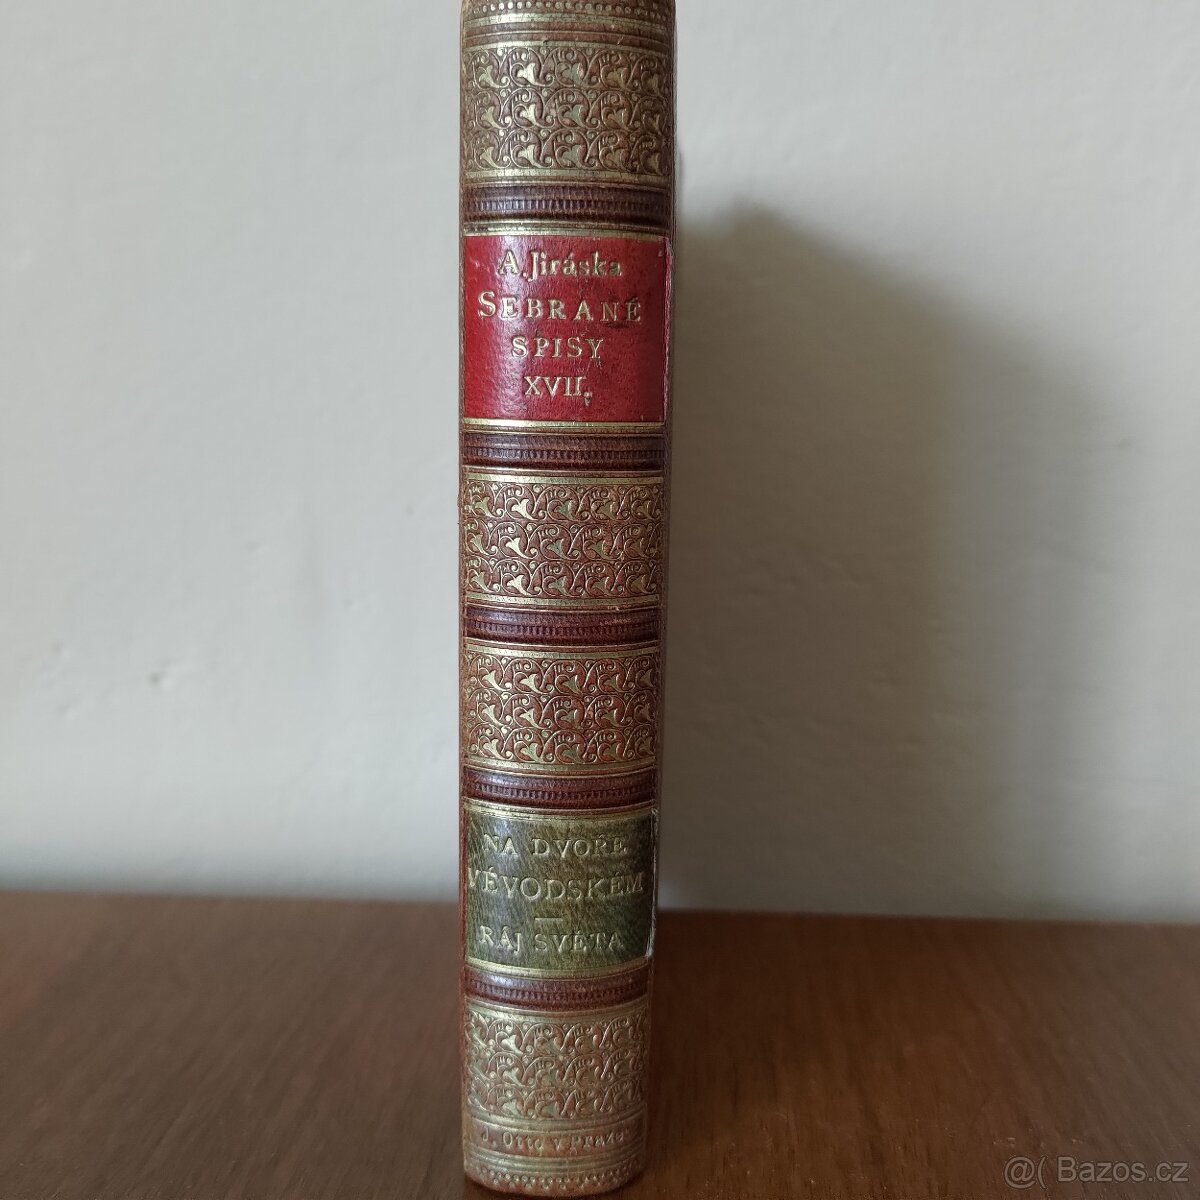 A. Jiráska
SEBRANÉ
SPISY
XVII.
NA DVOŘE
VÉVODSKÉM
RÁJ SVĚTA
J. Otto v Praze
@( Bazos.cz